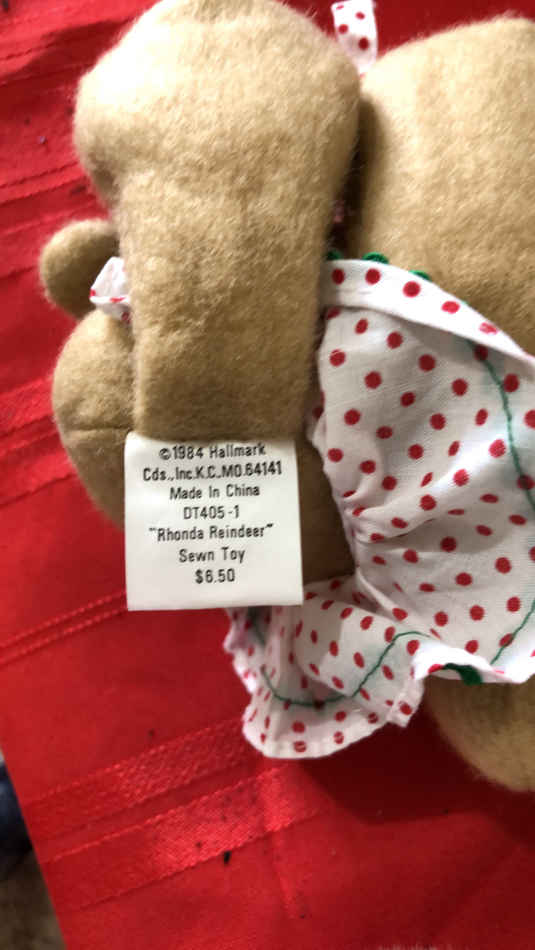 ©1984 Hallmark
Cds.,Inc.K.C.MO.64141
Made In China
DT405-1
"Rhonda Reindeer"
Sewn Toy
$6.50